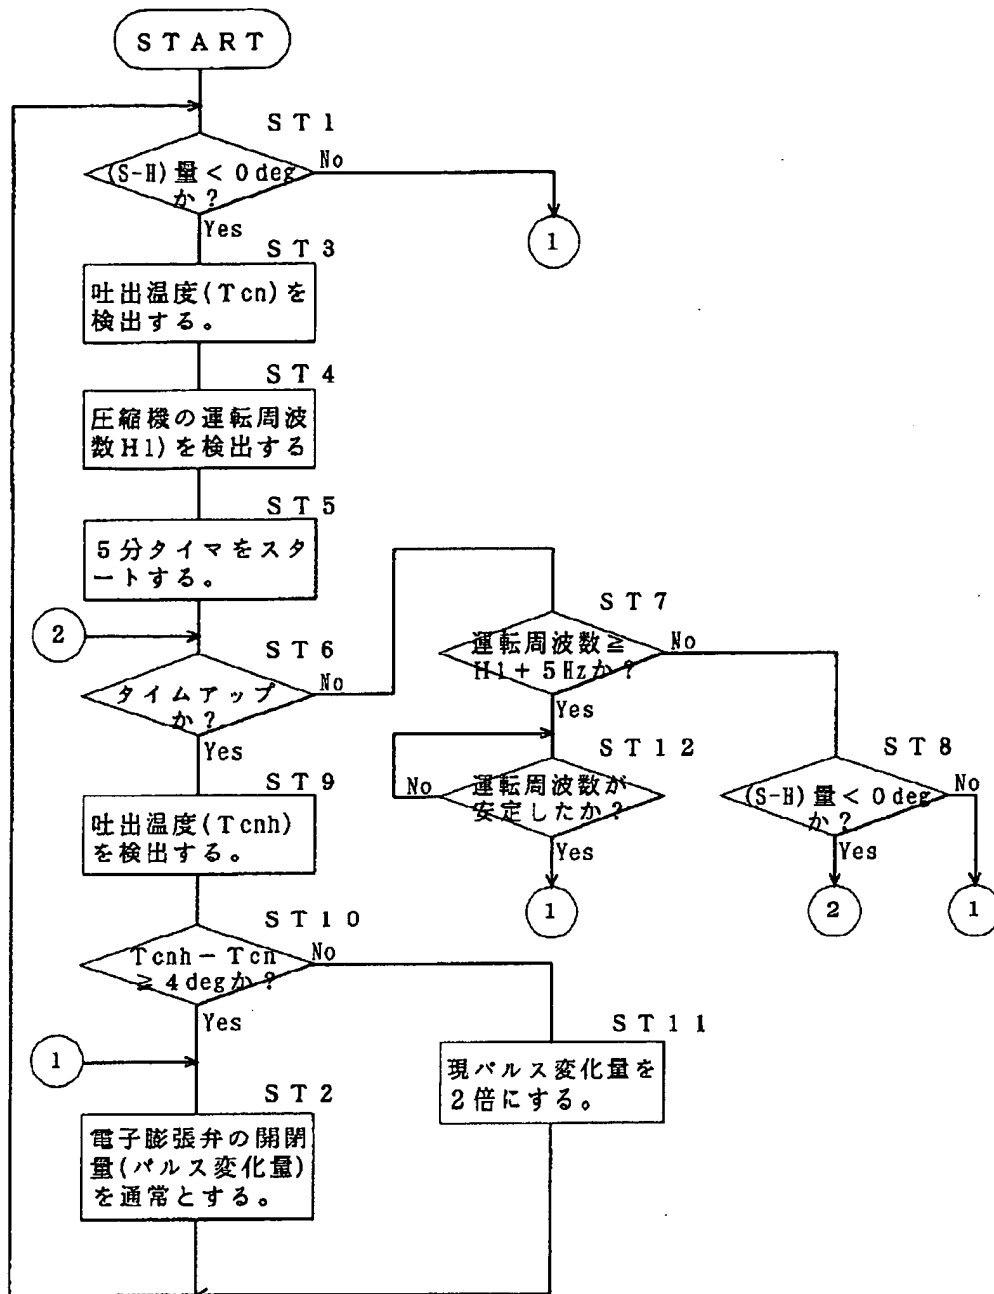 START
ST1
(S-H)量<0deg
か?
No
Yes
1
ST3
吐出温度(Tcn)を
検出する。
ST4
圧縮機の運転周波
数H1)を検出する
ST5
5分タイマをスタ
ートする。
2
ST6
タイムアップ
か?
No
Yes
ST7
運転周波数≧
H1+5Hzか?
No
Yes
ST12
運転周波数が
安定したか?
No
Yes
1
ST8
(S-H)量<0deg
か?
No
Yes
2
1
ST9
吐出温度(Tcnh)
を検出する。
ST10
Tcnh-Tcn
≧4degか?
No
Yes
ST11
現パルス変化量を
2倍にする。
1
ST2
電子膨張弁の開閉
量(パルス変化量)
を通常とする。